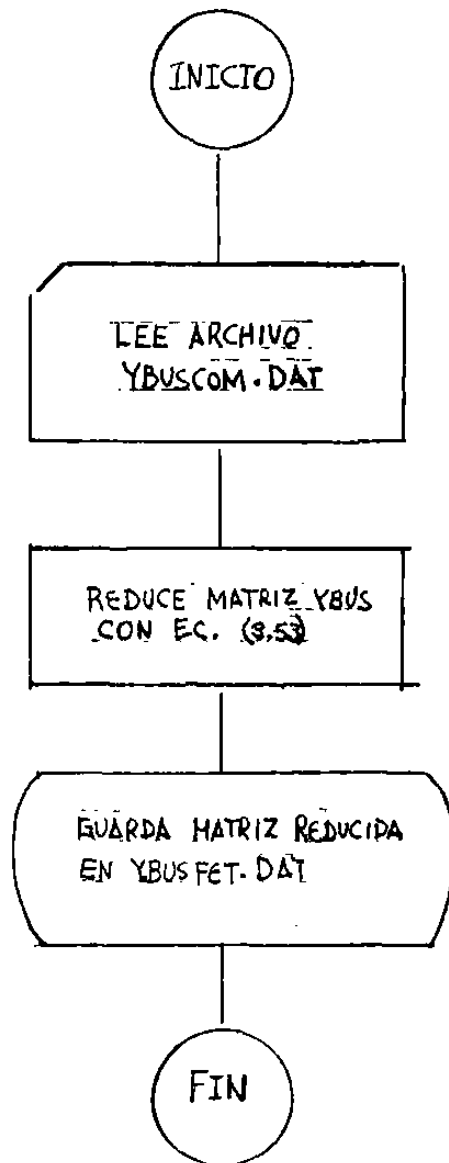 INICIO
LEE ARCHIVO
YBUSCOM.DAT
REDUCE MATRIZ YBUS
CON EC. (3.53)
GUARDA MATRIZ REDUCIDA
EN YBUSFET.DAT
FIN